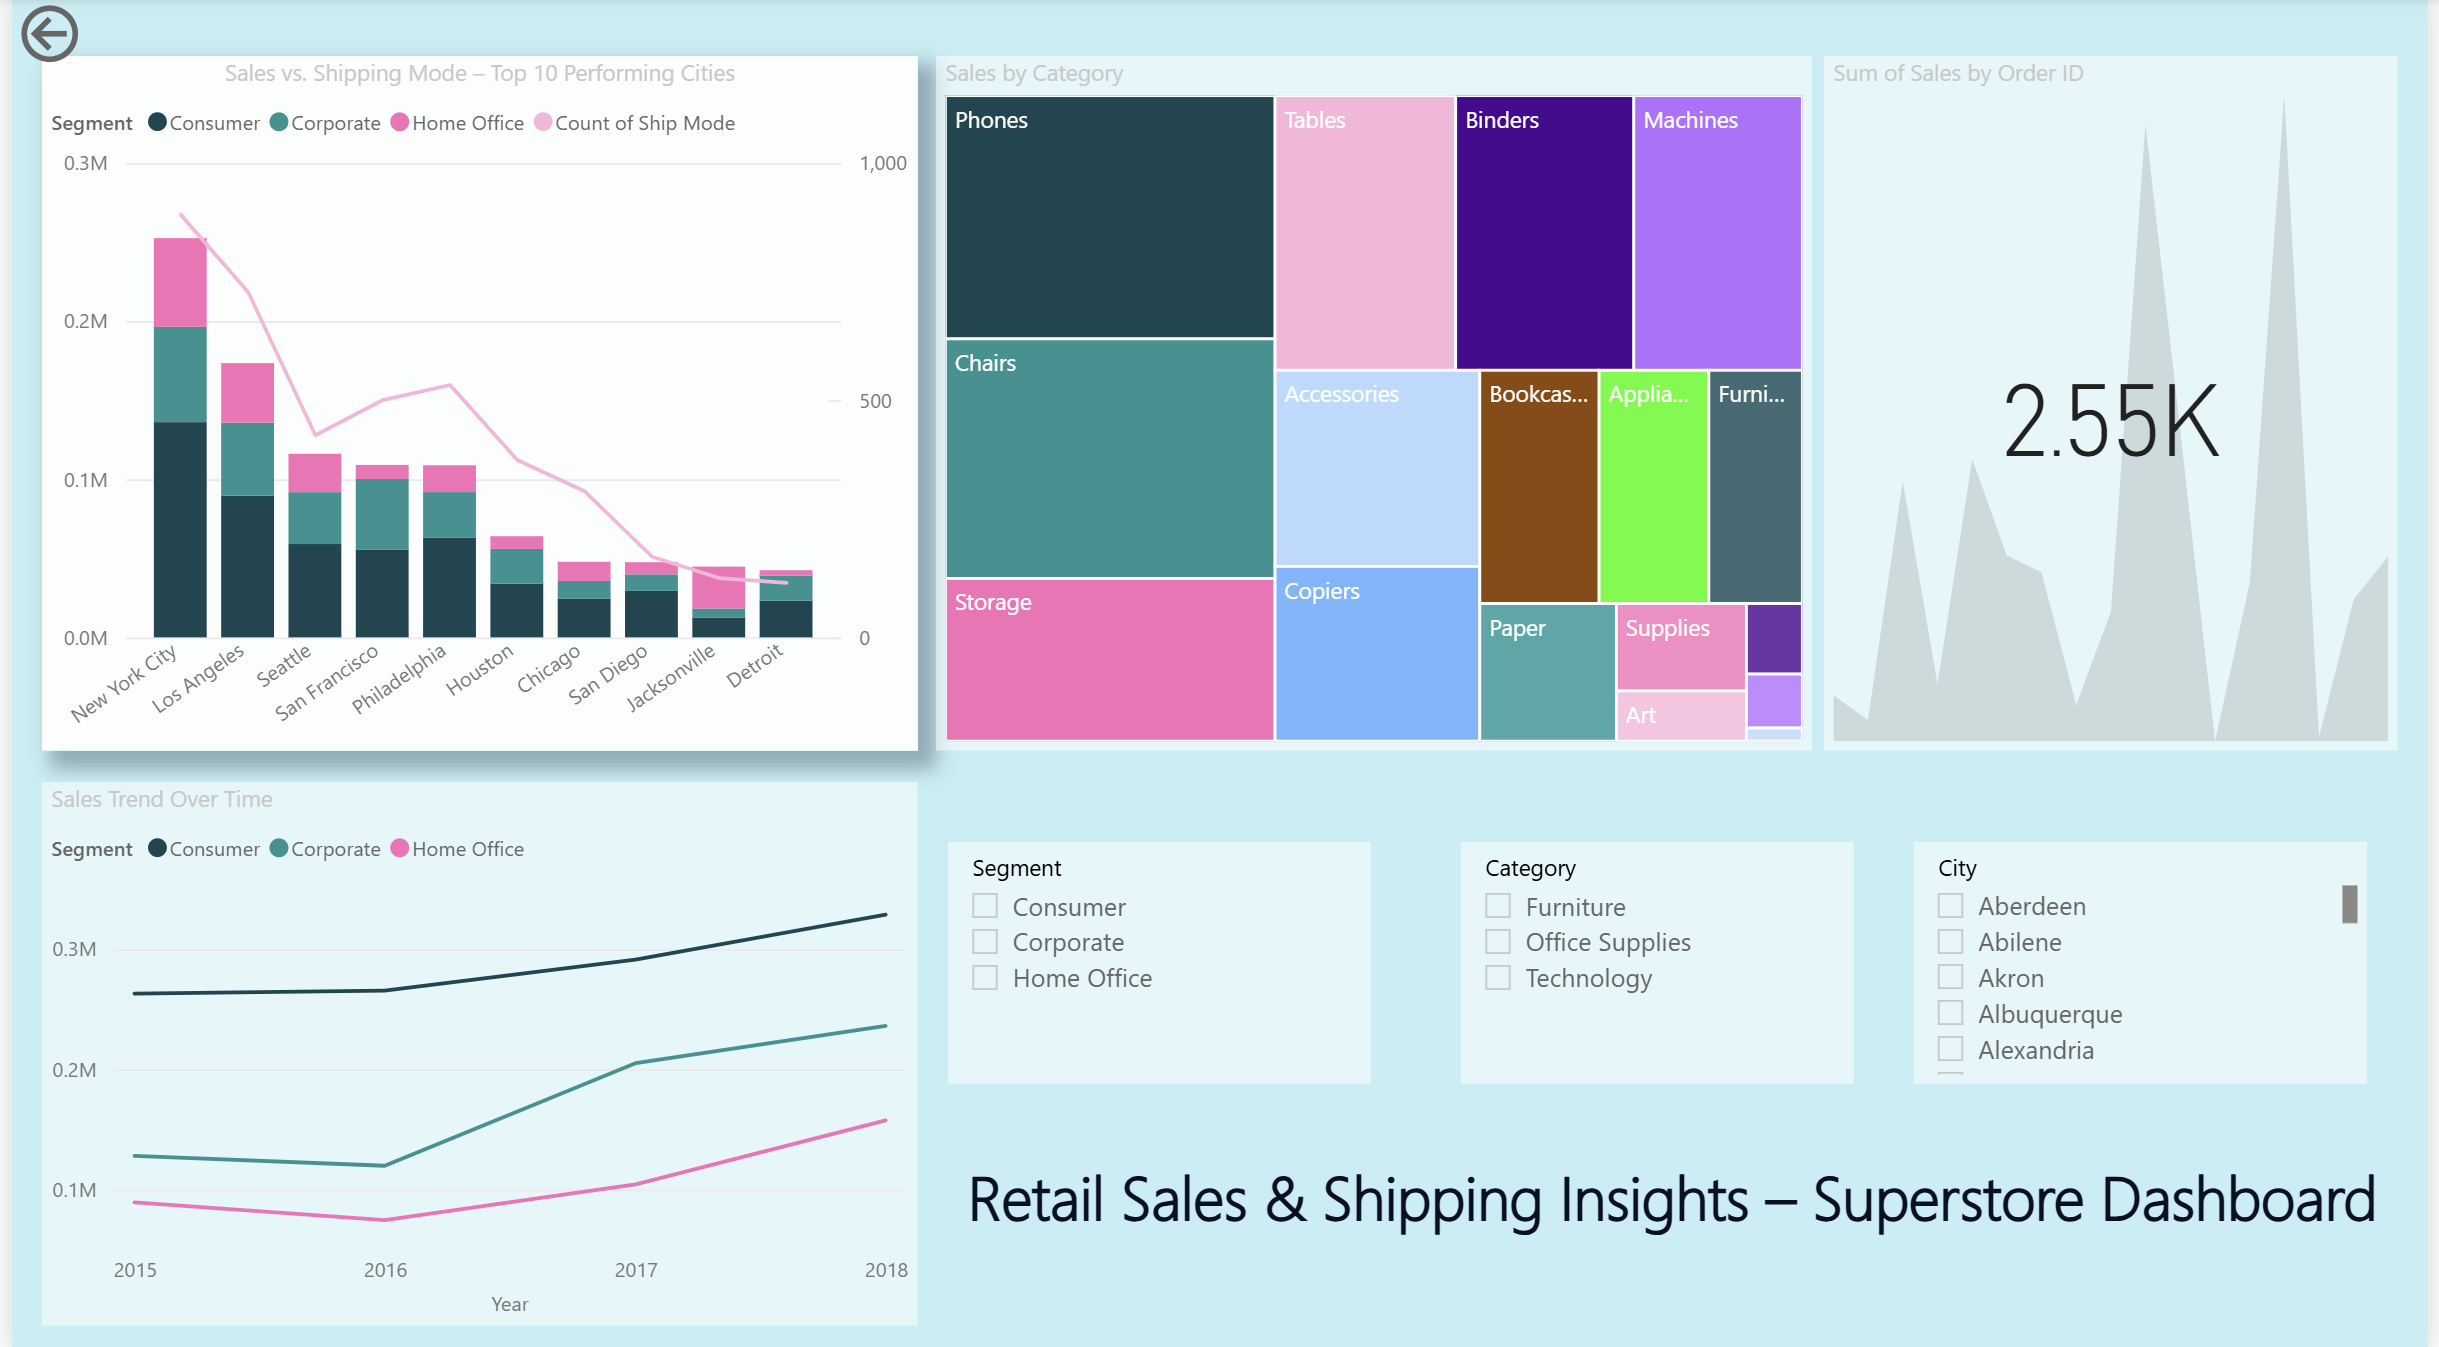 Sales vs. Shipping Mode – Top 10 Performing Cities
Segment Consumer Corporate Home Office Count of Ship Mode
0.3M
0.2M
0.1M
0.0M
1,000
500
0
New York City
Los Angeles
Seattle
San Francisco
Philadelphia
Houston
Chicago
San Diego
Jacksonville
Detroit
Sales by Category
Phones
Chairs
Storage
Tables
Binders
Machines
Accessories
Copiers
Bookcas...
Applia...
Furni...
Paper
Supplies
Art
Sum of Sales by Order ID
2.55K
Sales Trend Over Time
Segment Consumer Corporate Home Office
0.3M
0.2M
0.1M
2015 2016 2017 2018
Year
Segment
Consumer
Corporate
Home Office
Category
Furniture
Office Supplies
Technology
City
Aberdeen
Abilene
Akron
Albuquerque
Alexandria
Retail Sales & Shipping Insights – Superstore Dashboard